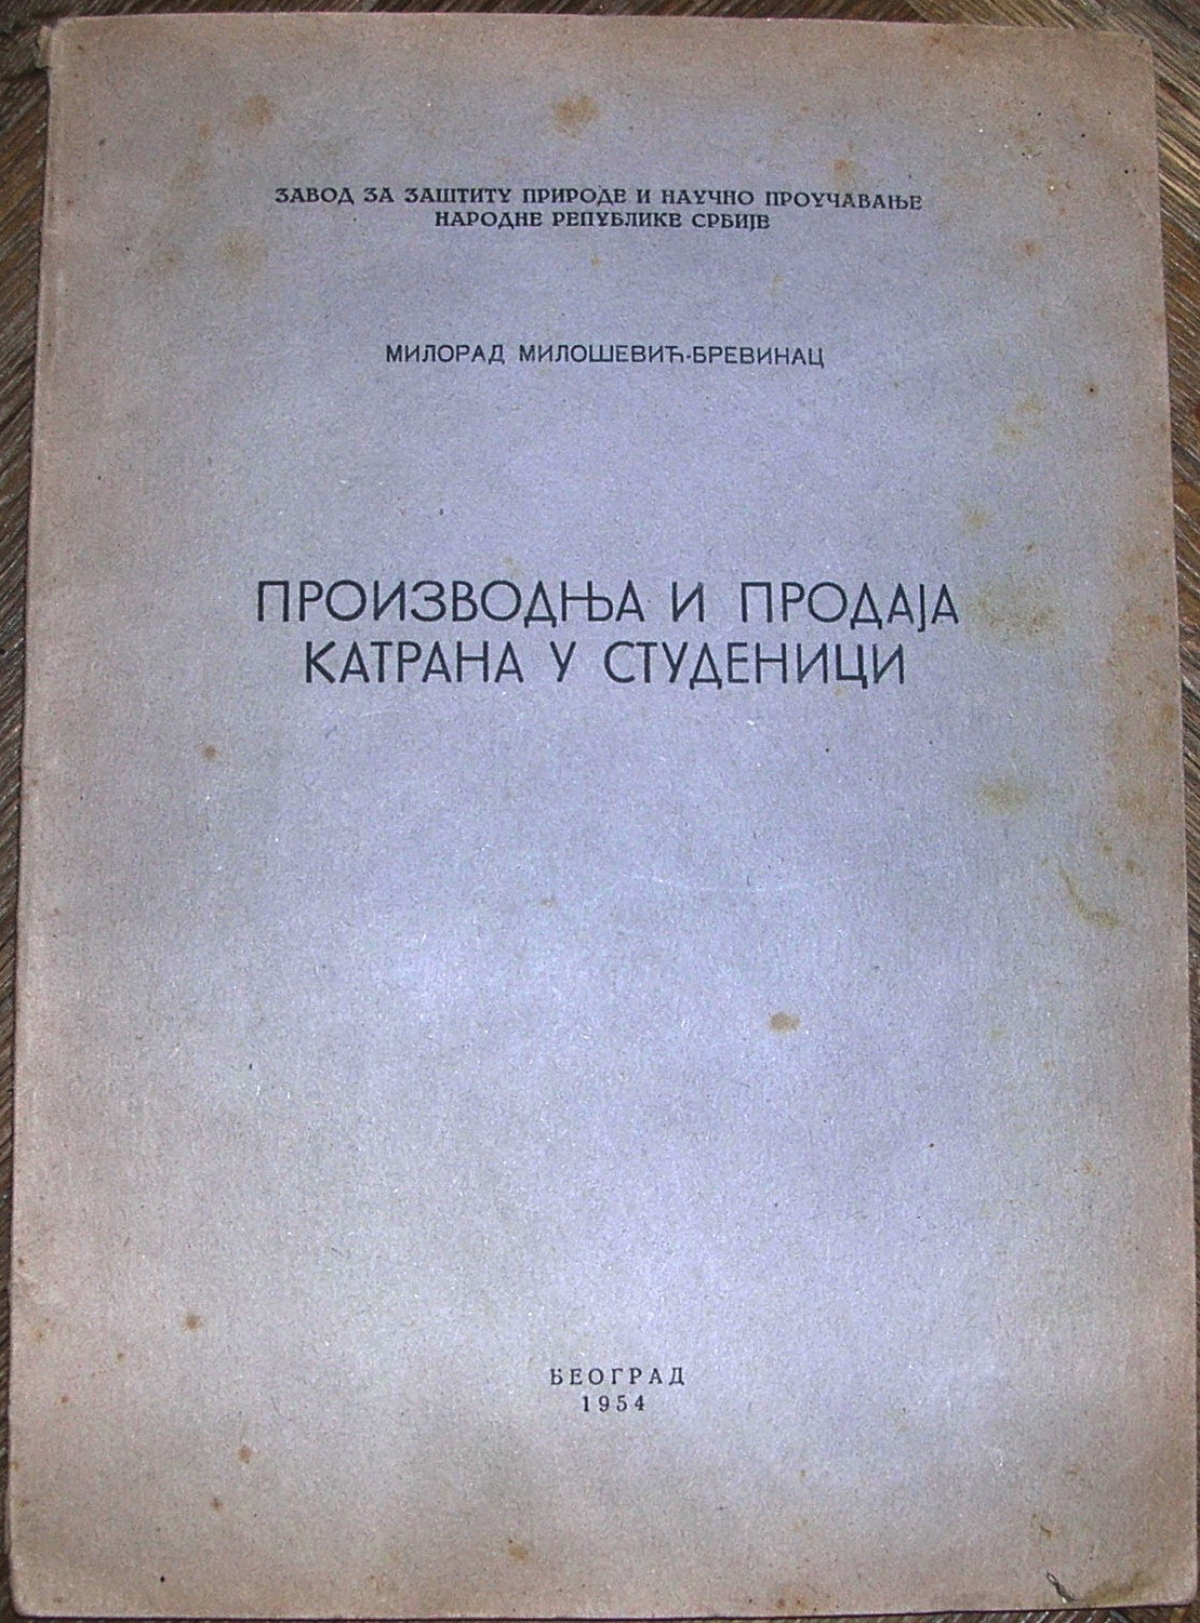 ЗАВОД ЗА ЗАШТИТУ ПРИРОДЕ И НАУЧНО ПРОУЧАВАЊЕ
НАРОДНЕ РЕПУБЛИКЕ СРБИЈЕ
МИЛОРАД МИЛОШЕВИЋ-БРЕВИНАЦ
ПРОИЗВОДЊА И ПРОДАЈА
КАТРАНА У СТУДЕНИЦИ
БЕОГРАД
1954